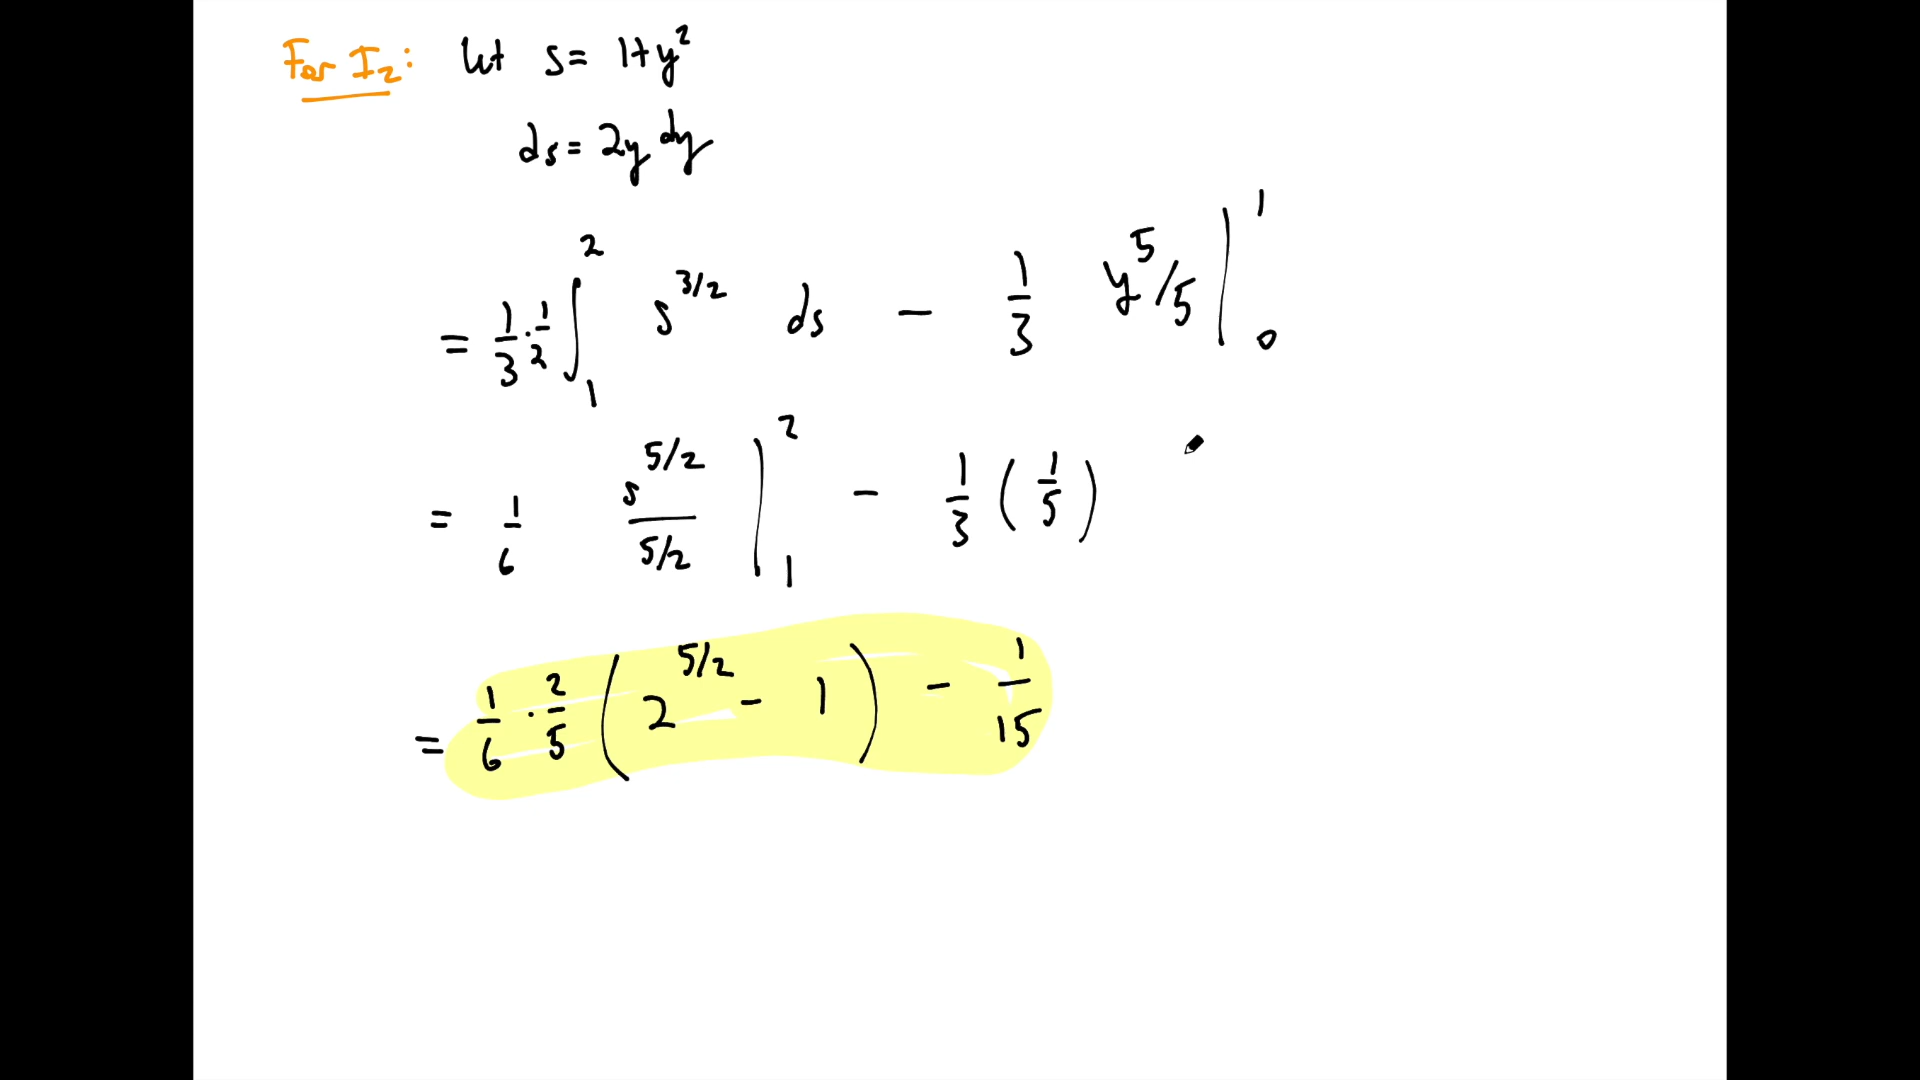 For I₂: let s = 1+y²
ds = 2y dy
= 1/3 · 1/2 ∫₁² s^{3/2} ds − 1/3 y⁵/5 |₀¹
= 1/6 s^{5/2}/(5/2) |₁² − 1/3 (1/5)
= 1/6 · 2/5 (2^{5/2} − 1) − 1/15